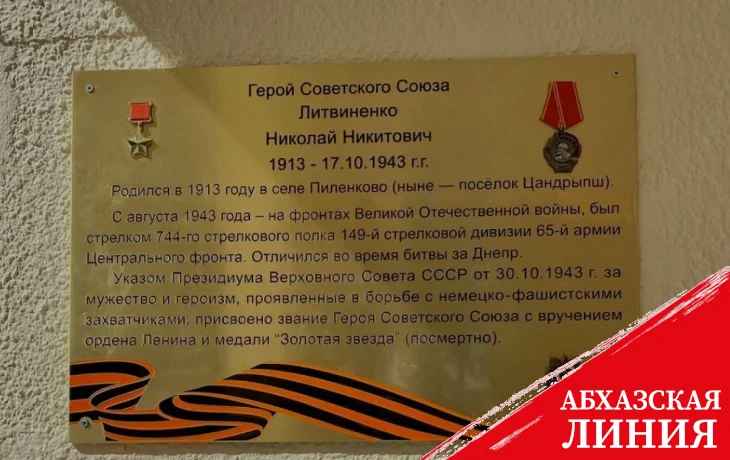 Герой Советского Союза
Литвиненко
Николай Никитович
1913 - 17.10.1943 г.г.
Родился в 1913 году в селе Пиленково (ныне — посёлок Цандрыпш).
С августа 1943 года – на фронтах Великой Отечественной войны, был
стрелком 744-го стрелкового полка 149-й стрелковой дивизии 65-й армии
Центрального фронта. Отличился во время битвы за Днепр.
Указом Президиума Верховного Совета СССР от 30.10.1943 г. за
мужество и героизм, проявленные в борьбе с немецко-фашистскими
захватчиками, присвоено звание Героя Советского Союза с вручением
ордена Ленина и медали "Золотая звезда" (посмертно).
АБХАЗСКАЯ
ЛИНИЯ